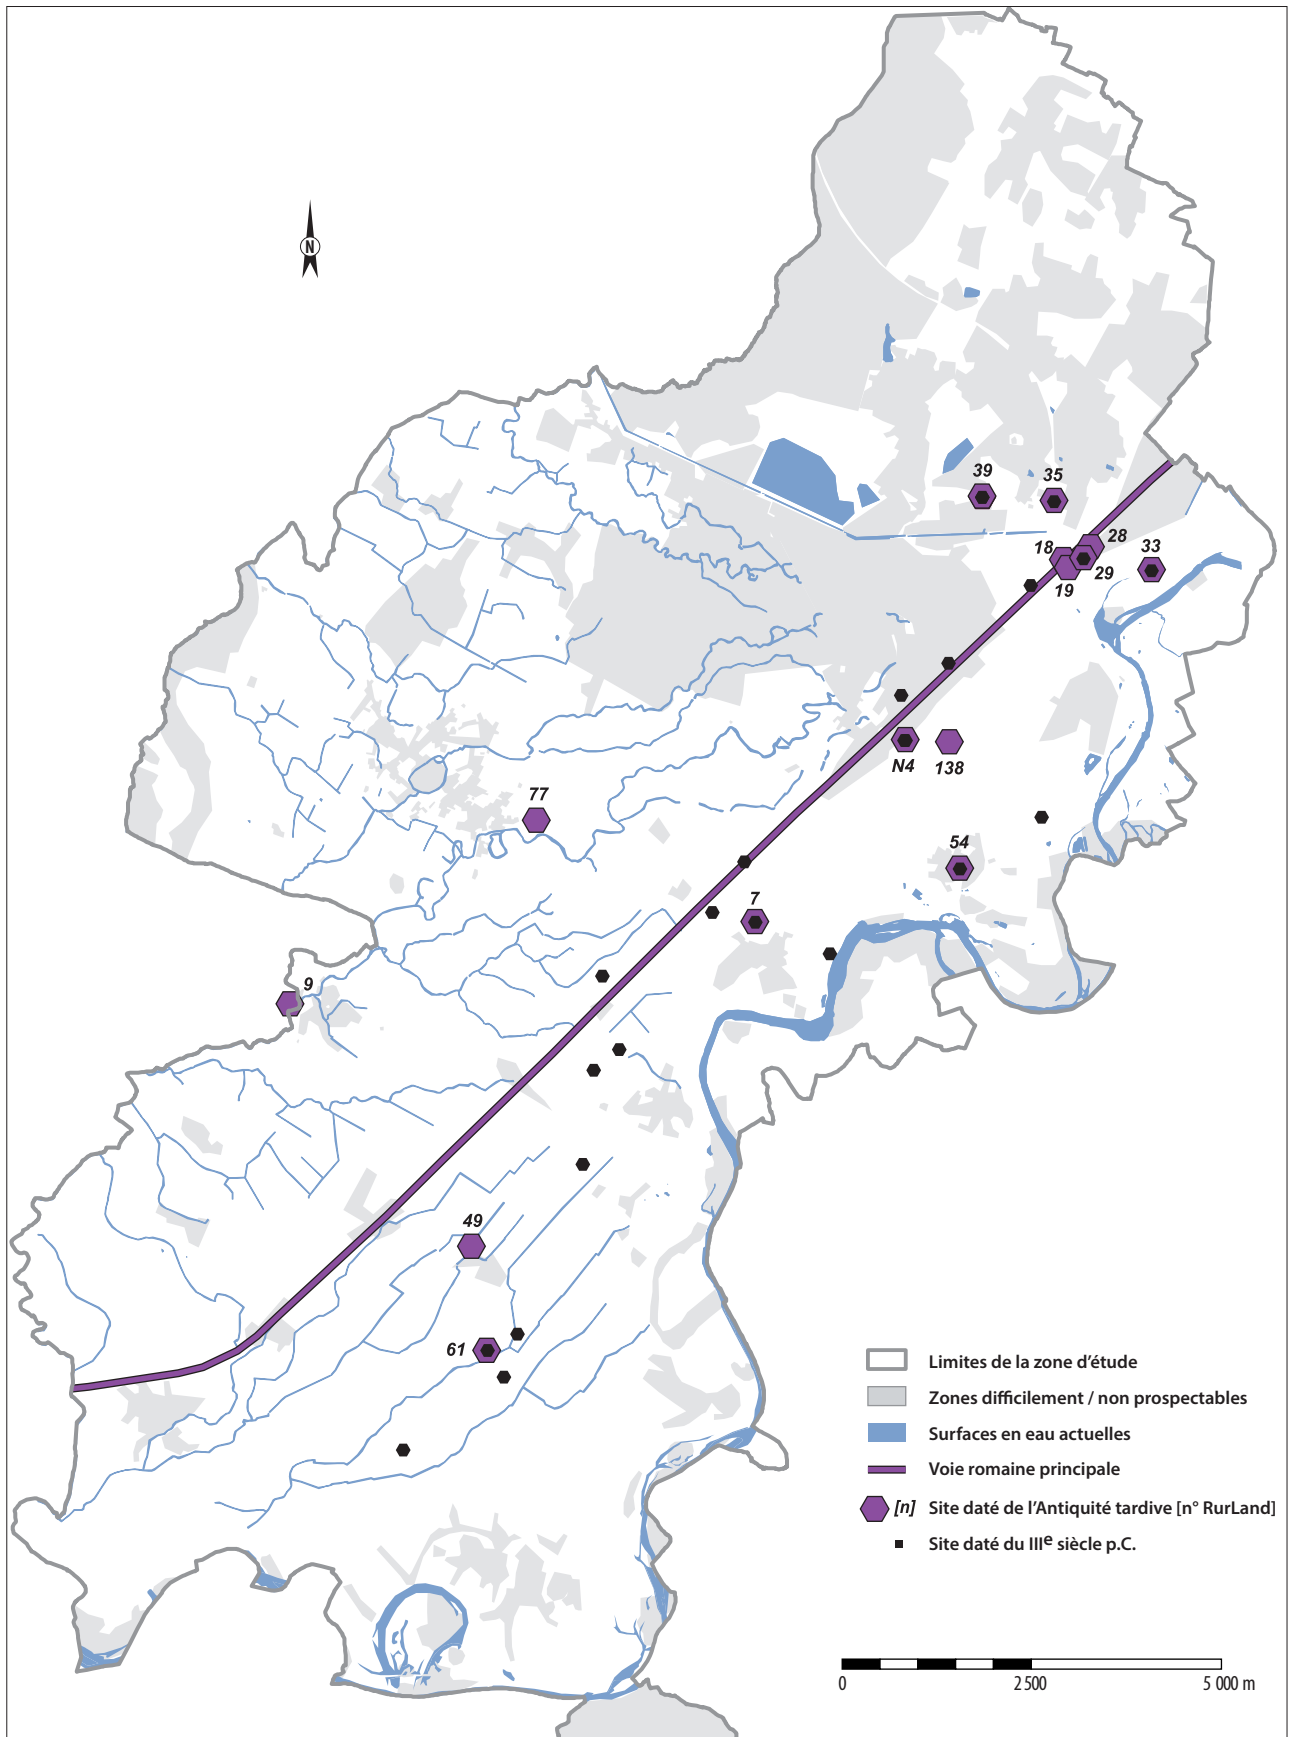 N
39
35
28
18
33
29
19
N4
138
77
54
7
9
49
61
Limites de la zone d'étude
Zones difficilement / non prospectables
Surfaces en eau actuelles
Voie romaine principale
[n] Site daté de l'Antiquité tardive [n° RurLand]
Site daté du IIIe siècle p.C.
0 2 500 5 000 m